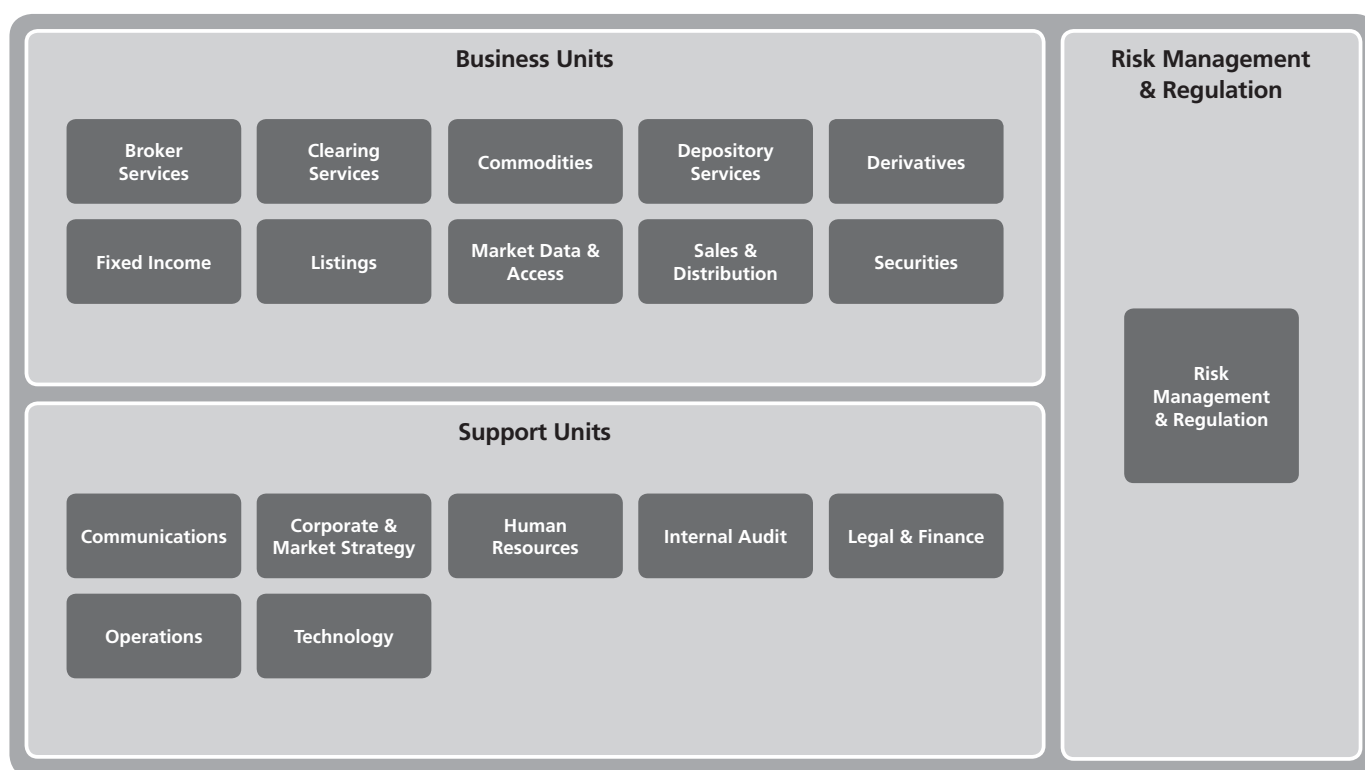 Business Units
Broker
Services
Clearing
Services
Commodities
Depository
Services
Derivatives
Fixed Income
Listings
Market Data &
Access
Sales &
Distribution
Securities
Support Units
Communications
Corporate &
Market Strategy
Human
Resources
Internal Audit
Legal & Finance
Operations
Technology
Risk Management
& Regulation
Risk
Management
& Regulation